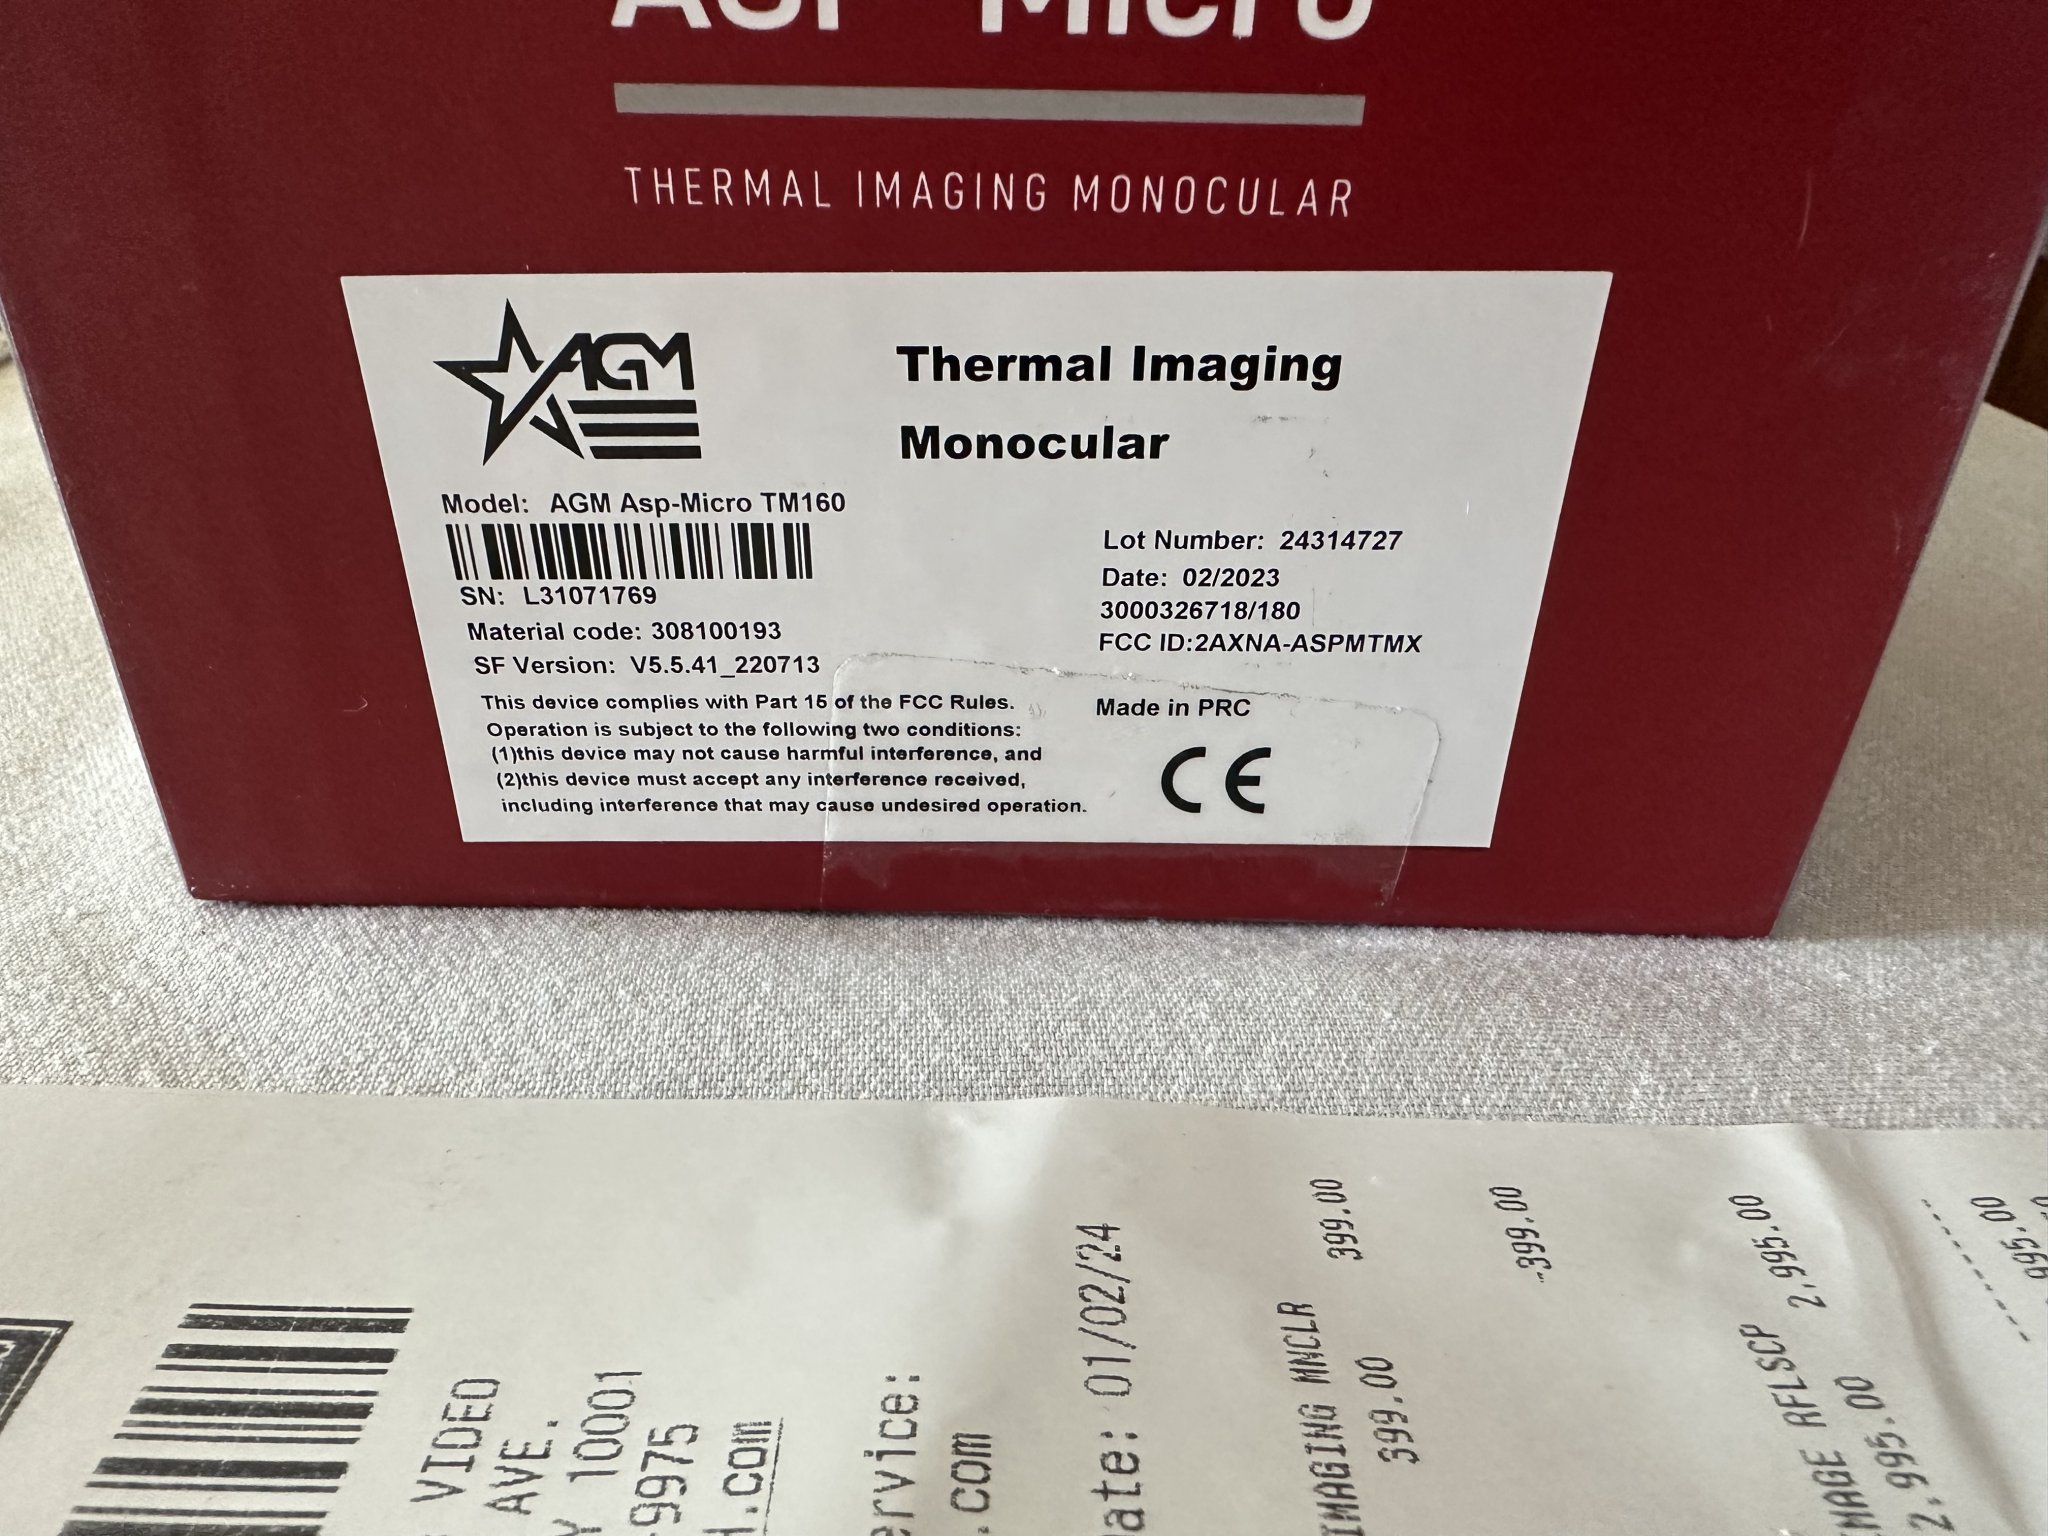 Asp-Micro
THERMAL IMAGING MONOCULAR
AGM
Thermal Imaging
Monocular
Model: AGM Asp-Micro TM160
SN: L31071769
Material code: 308100193
SF Version: V5.5.41_220713
Lot Number: 24314727
Date: 02/2023
3000326718/180
FCC ID:2AXNA-ASPMTMX
This device complies with Part 15 of the FCC Rules.
Operation is subject to the following two conditions:
(1)this device may not cause harmful interference, and
(2)this device must accept any interference received,
including interference that may cause undesired operation.
Made in PRC
CE
VIDEO
AVE.
Y 10001
-9975
H.com
ervice:
.com
ate: 01/02/24
IMAGING MNCLR 399.00
399.00
-399.00
IMAGE RFLSCP 2,995.00
2,995.00
995.00